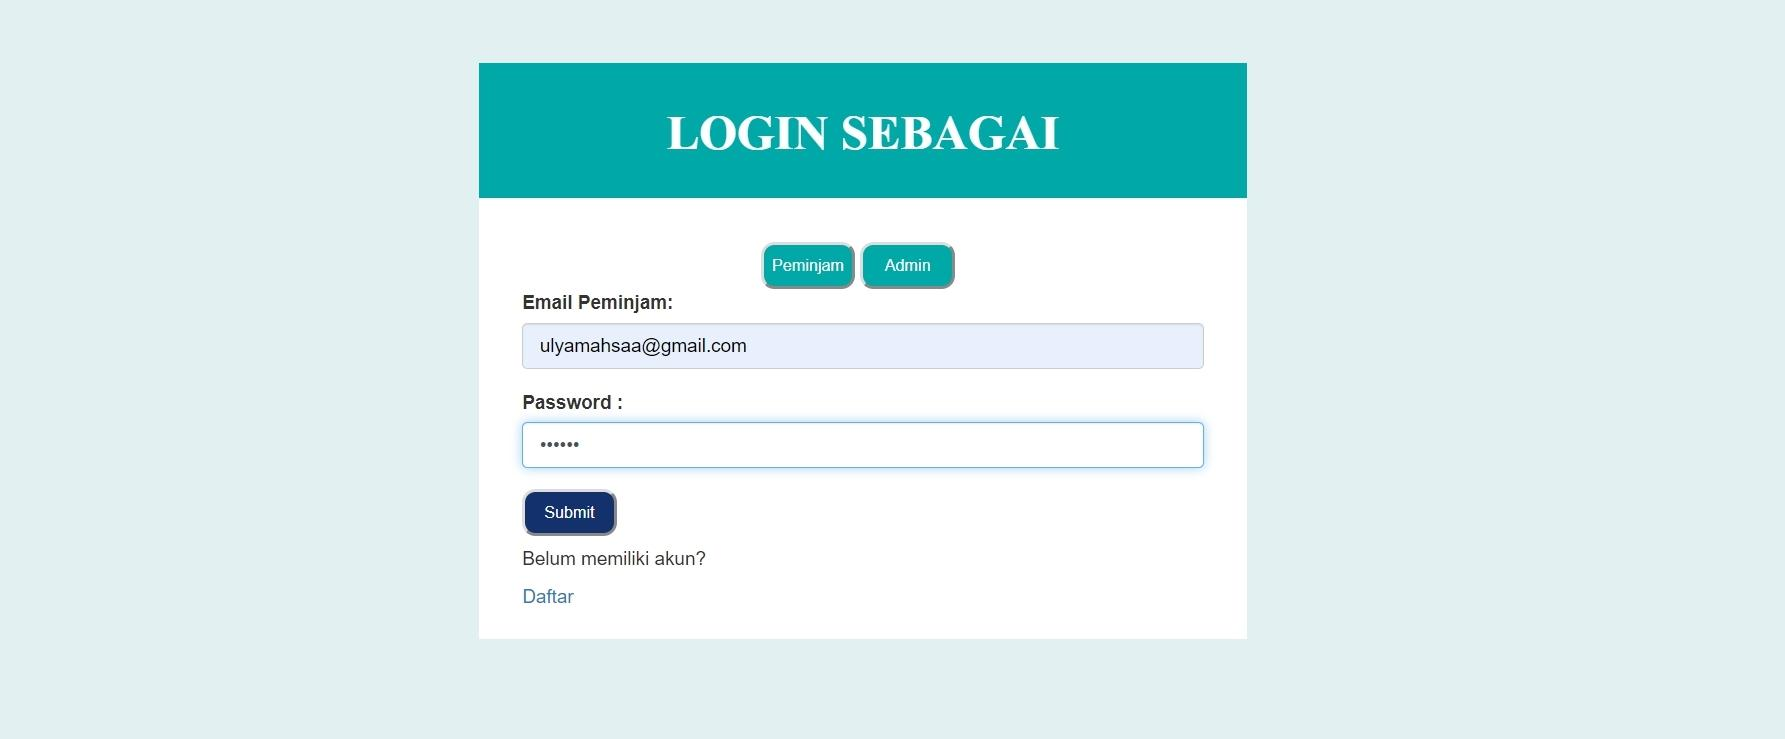 LOGIN SEBAGAI
Peminjam Admin
Email Peminjam:
ulyamahsaa@gmail.com
Password :
••••••
Submit
Belum memiliki akun?
Daftar